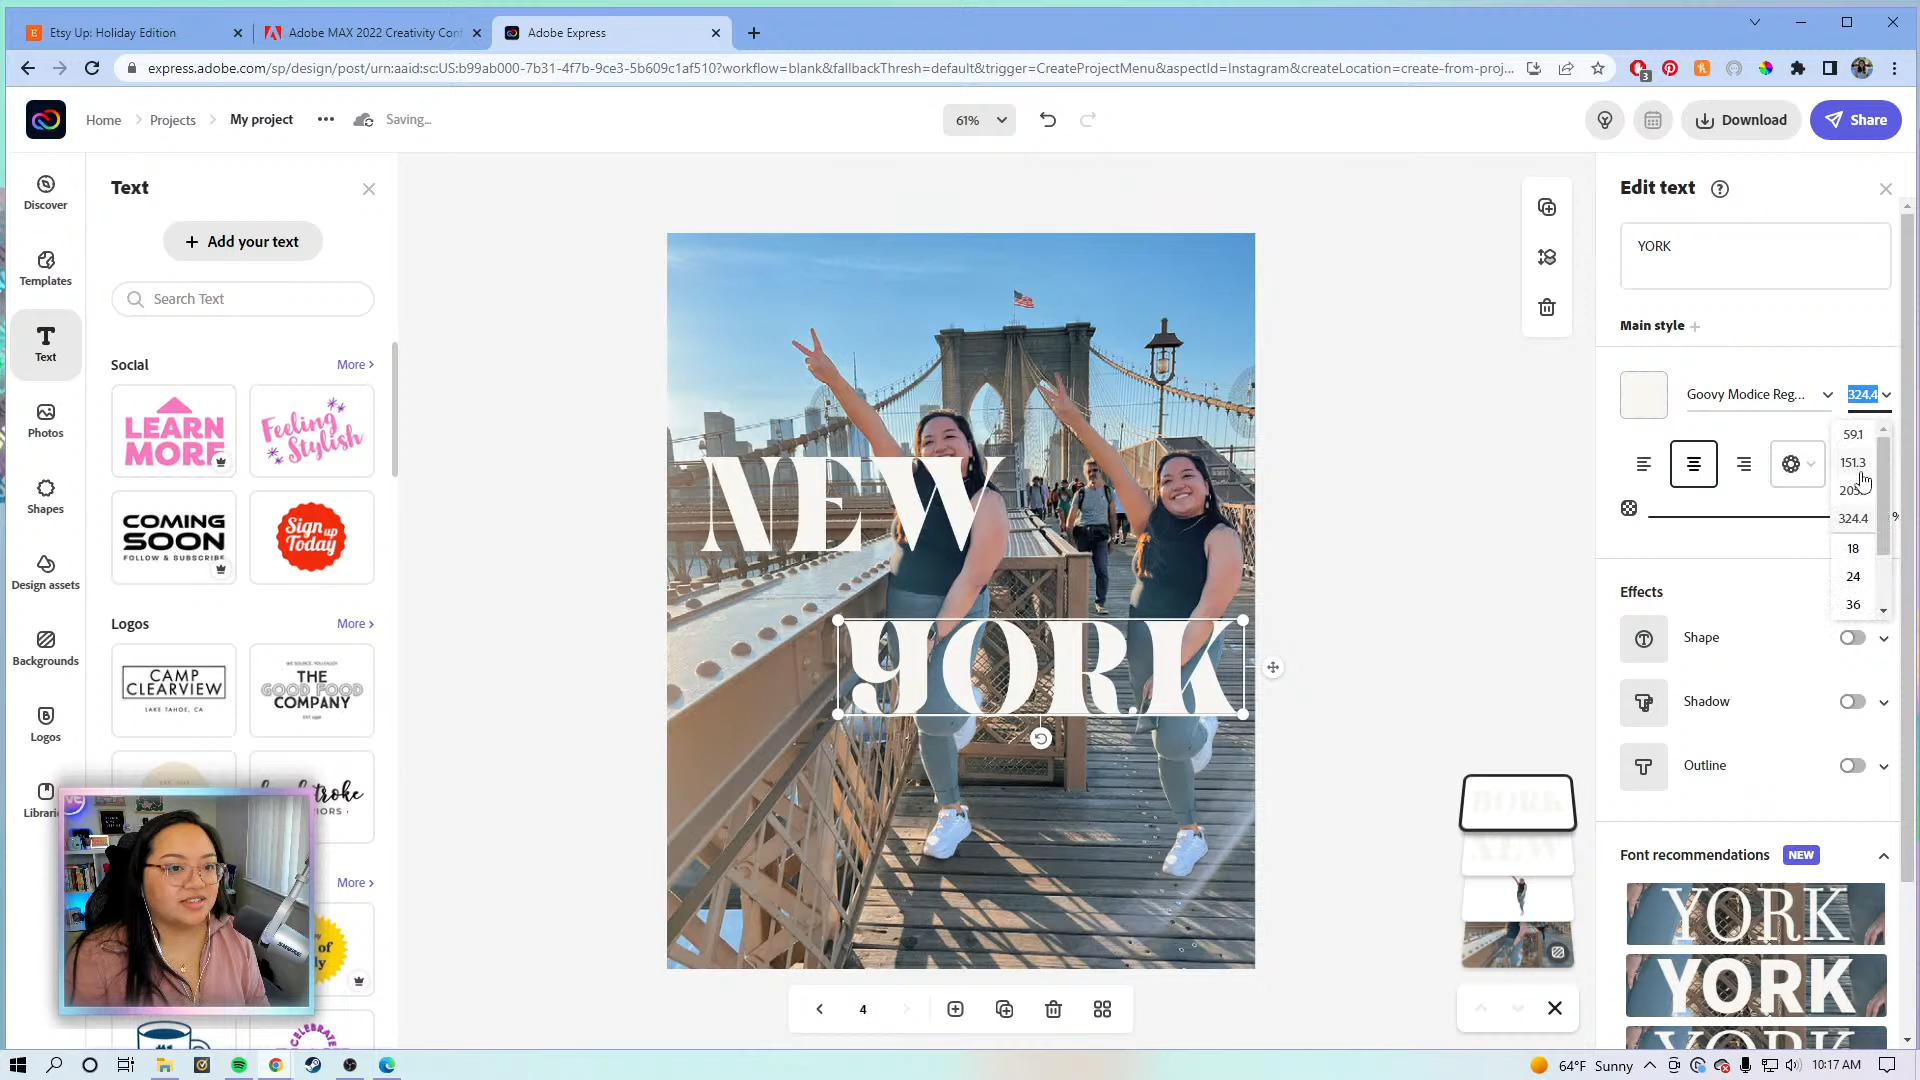 Etsy Up: Holiday Edition
Adobe MAX 2022 Creativity Conf
Adobe Express
express.adobe.com/sp/design/post/urn:aaid:sc:US:b99ab000-7b31-4f7b-9ce3-5b609c1af510?workflow=blank&fallbackThresh=default&trigger=CreateProjectMenu&aspectId=Instagram&createLocation=create-from-proj...
3
Home
Projects
My project
Saving...
61%
Download
Share
Discover
Templates
Text
Photos
Shapes
Design assets
Backgrounds
Logos
Text
Add your text
Search Text
Social
More
LEARN
MORE
Feeling
Stylish
COMING
SOON
FOLLOW & SUBSCRIBE
Sign up
Today
Logos
More
CAMP
CLEARVIEW
LAKE TAHOE, CA
THE
GOOD FOOD
COMPANY
More
NEW
YORK
4
Edit text
YORK
Main style
Goovy Modice Reg...
324.4
59.1
151.3
324.4
18
24
36
Effects
Shape
Shadow
Outline
Font recommendations
NEW
YORK
YORK
YORK
64°F Sunny
10:17 AM